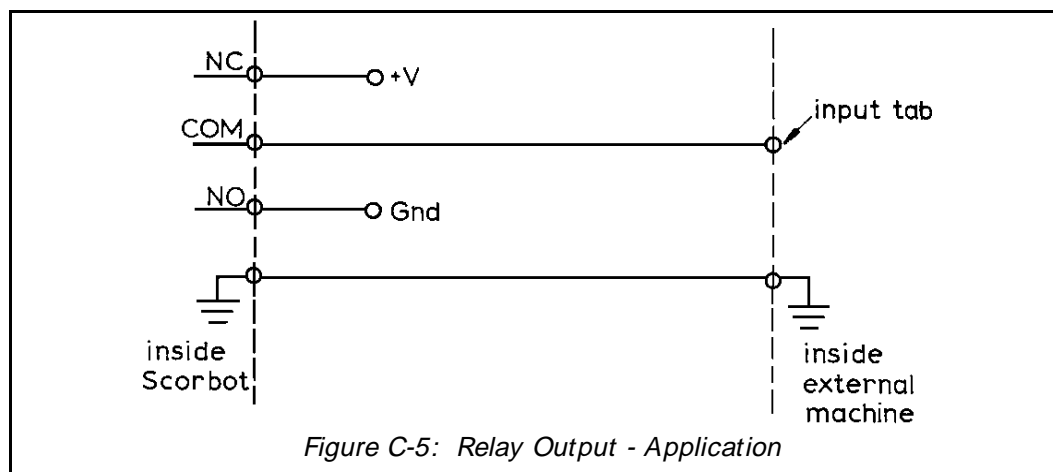 NC
+V
COM
input tab
NO
Gnd
inside
Scorbot
inside
external
machine
Figure C-5: Relay Output - Application